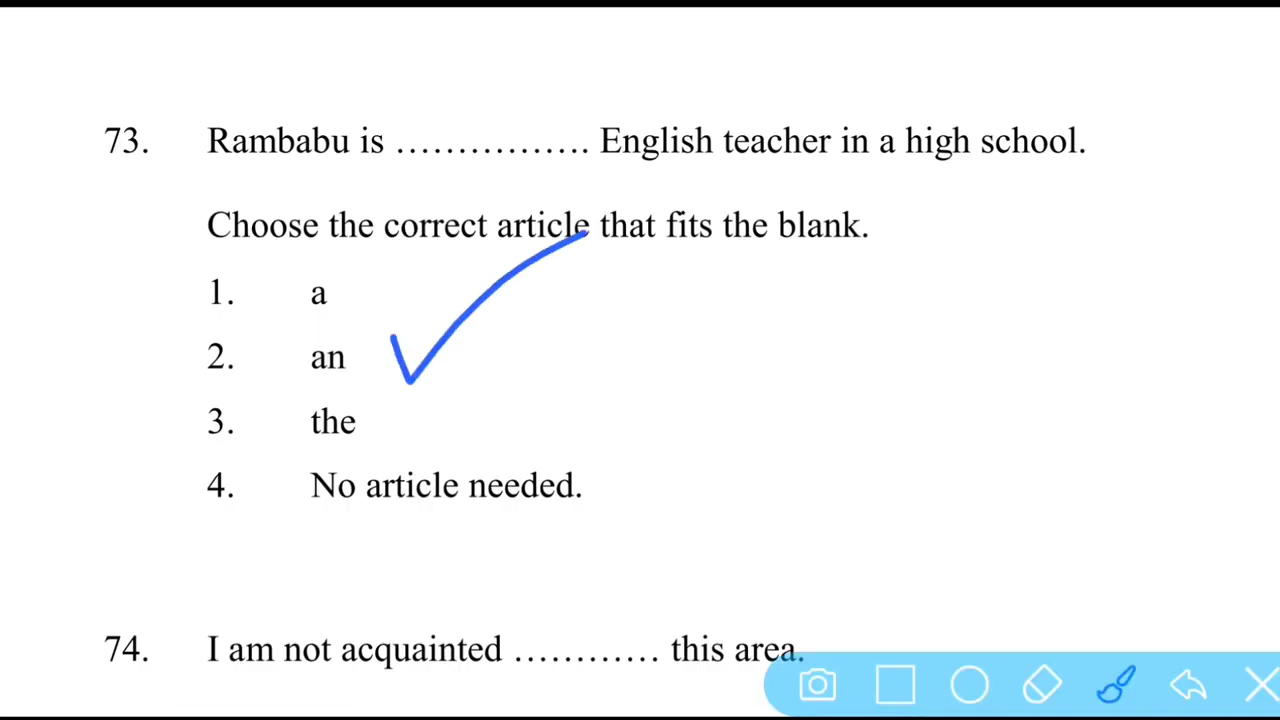 73. Rambabu is ................ English teacher in a high school.
Choose the correct article that fits the blank.
1. a
2. an
3. the
4. No article needed.
74. I am not acquainted ............ this area.